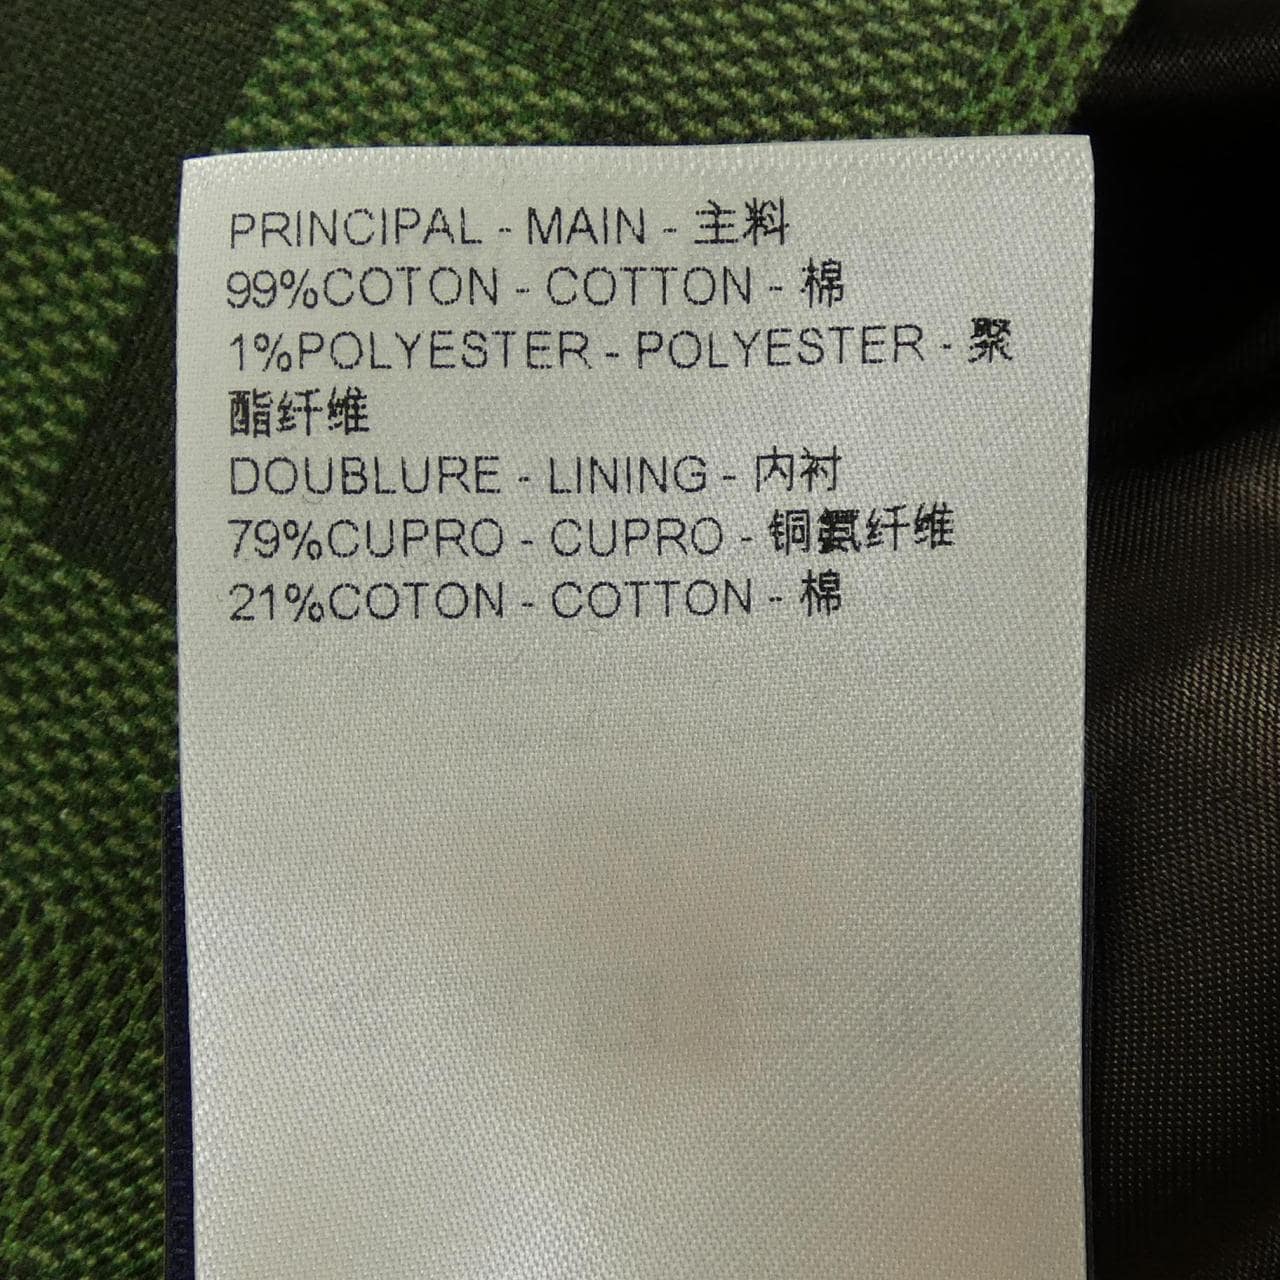 PRINCIPAL - MAIN - 主料
99%COTON - COTTON - 棉
1%POLYESTER - POLYESTER - 聚
酯纤维
DOUBLURE - LINING - 内衬
79%CUPRO - CUPRO - 铜氨纤维
21%COTON - COTTON - 棉